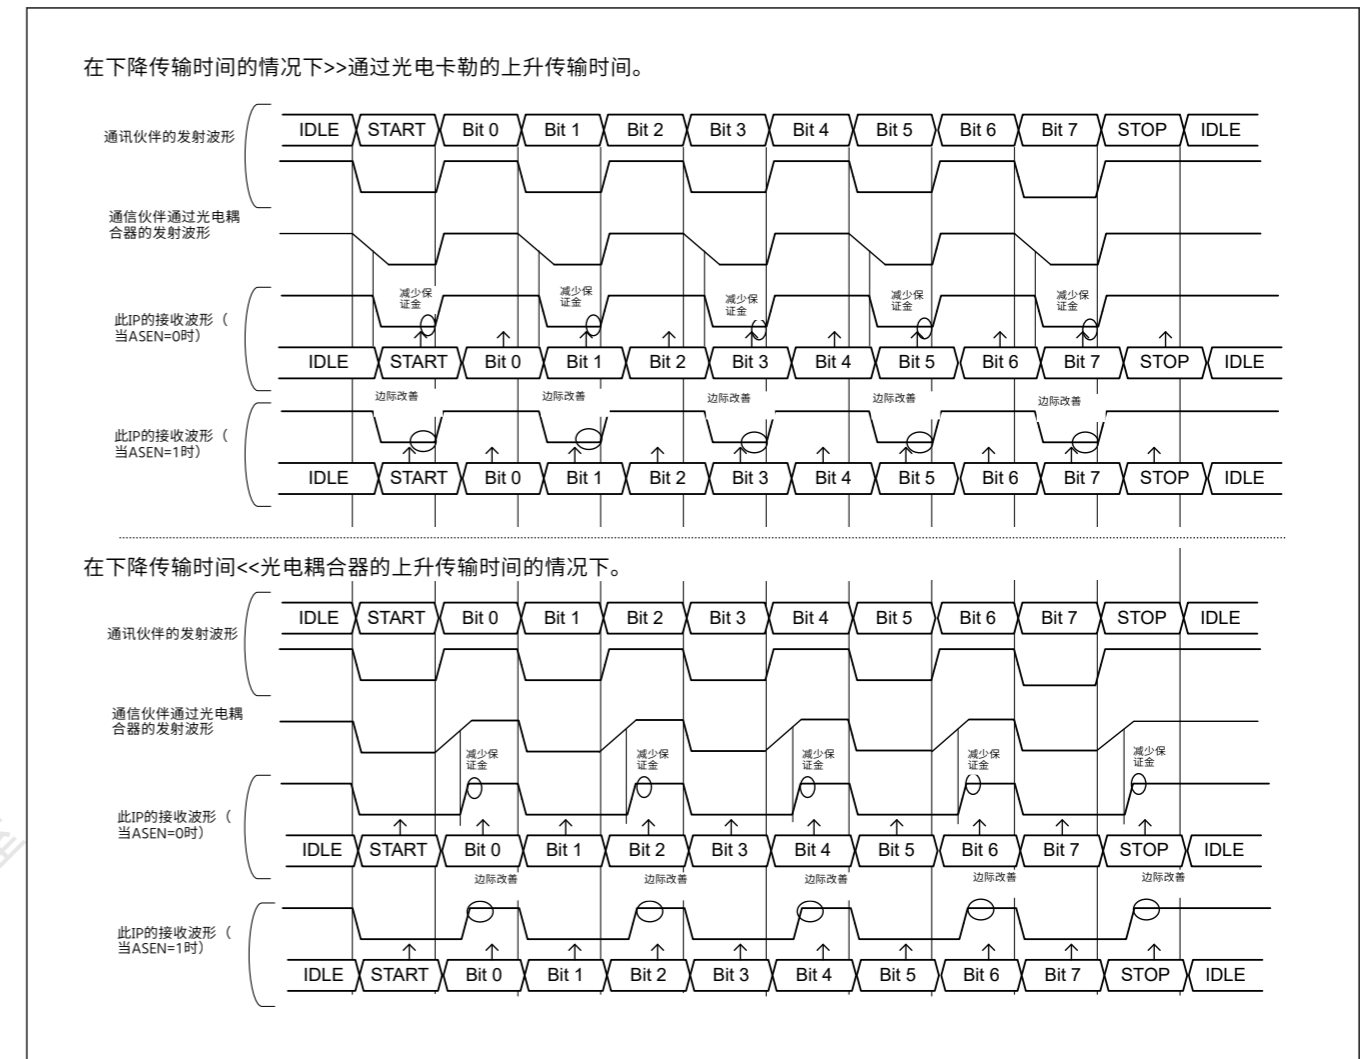 在下降传输时间的情况下>>通过光电卡勒的上升传输时间。
通讯伙伴的发射波形
IDLE START Bit 0 Bit 1 Bit 2 Bit 3 Bit 4 Bit 5 Bit 6 Bit 7 STOP IDLE
通信伙伴通过光电耦
合器的发射波形
减少保
证金
减少保
证金
减少保
证金
减少保
证金
减少保
证金
此IP的接收波形（
当ASEN=0时）
IDLE START Bit 0 Bit 1 Bit 2 Bit 3 Bit 4 Bit 5 Bit 6 Bit 7 STOP IDLE
边际改善 边际改善 边际改善 边际改善 边际改善
此IP的接收波形（
当ASEN=1时）
IDLE START Bit 0 Bit 1 Bit 2 Bit 3 Bit 4 Bit 5 Bit 6 Bit 7 STOP IDLE
在下降传输时间<<光电耦合器的上升传输时间的情况下。
IDLE START Bit 0 Bit 1 Bit 2 Bit 3 Bit 4 Bit 5 Bit 6 Bit 7 STOP IDLE
通讯伙伴的发射波形
通信伙伴通过光电耦
合器的发射波形
减少保
证金
减少保
证金
减少保
证金
减少保
证金
减少保
证金
此IP的接收波形（
当ASEN=0时）
IDLE START Bit 0 Bit 1 Bit 2 Bit 3 Bit 4 Bit 5 Bit 6 Bit 7 STOP IDLE
边际改善 边际改善 边际改善 边际改善 边际改善
此IP的接收波形（
当ASEN=1时）
IDLE START Bit 0 Bit 1 Bit 2 Bit 3 Bit 4 Bit 5 Bit 6 Bit 7 STOP IDLE